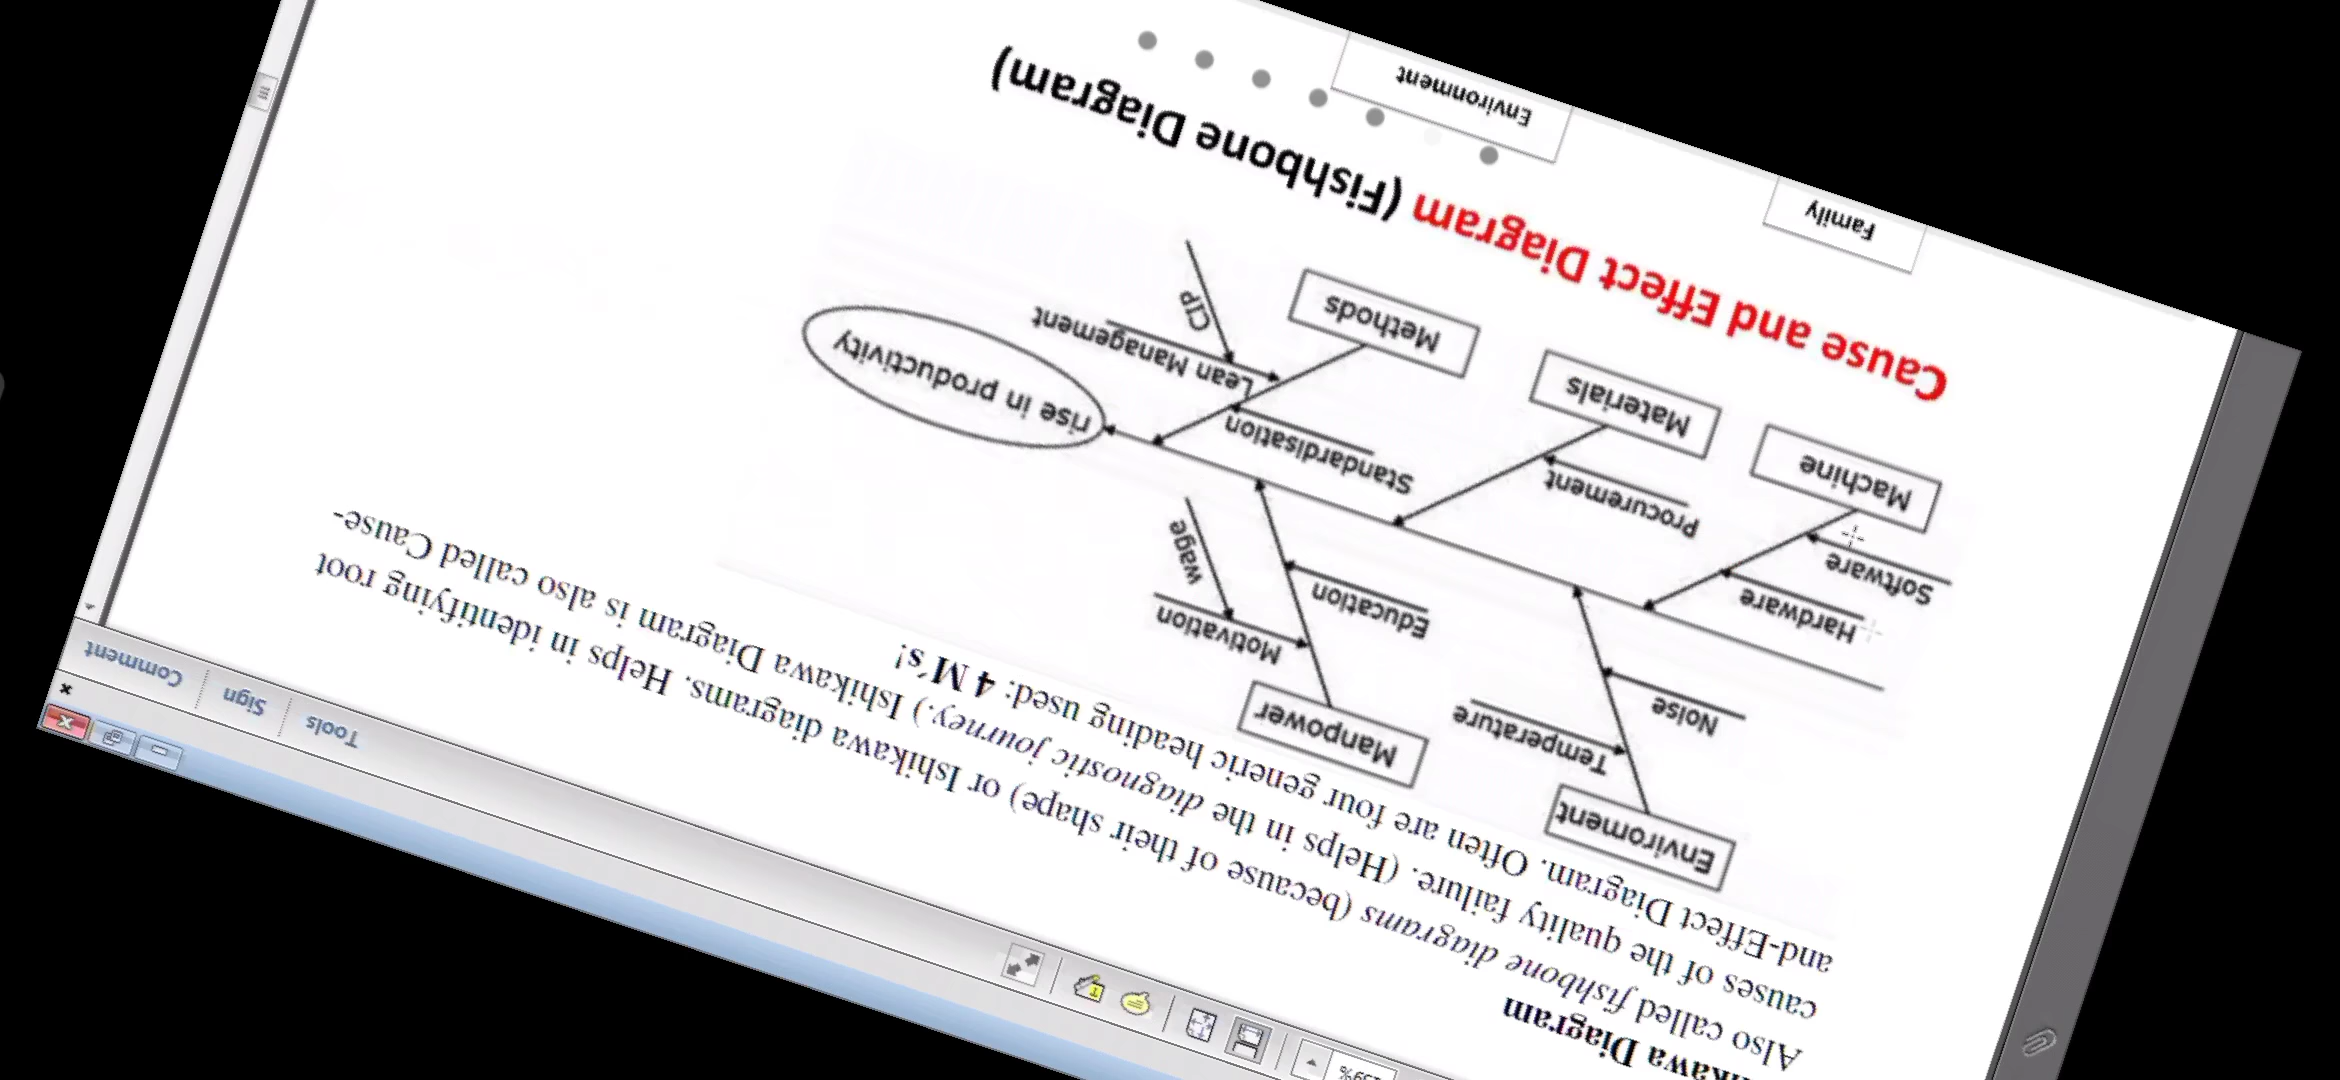 Tools
Sign
Comment
Diagram
Also called fishbone diagrams (because of their shape) or Ishikawa diagrams. Helps in identifying root
causes of the quality failure. (Helps in the diagnostic journey.) Ishikawa Diagram is also called Cause-
and-Effect Diagram. Often are four generic heading used: 4 M´s!
Enviroment
Manpower
Temperature
Noise
Motivation
wage
Education
Hardware
Software
Procurement
Standardisation
rise in productivity
Lean Management
CIP
Machine
Materials
Methods
Cause and Effect Diagram (Fishbone Diagram)
Family
Environment